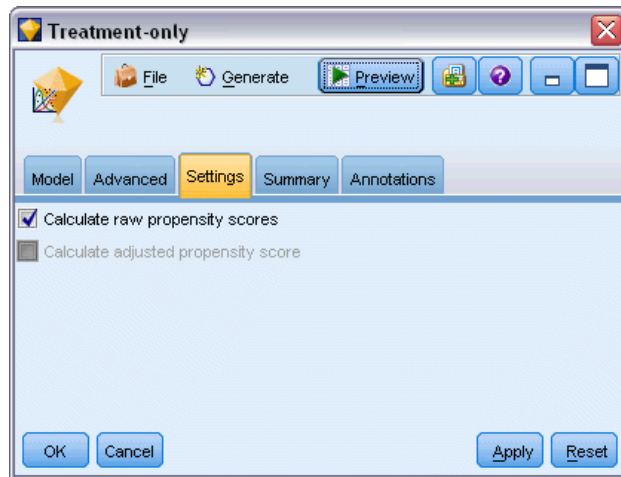 Treatment-only
File Generate Preview
Model Advanced Settings Summary Annotations
Calculate raw propensity scores
Calculate adjusted propensity score
OK Cancel Apply Reset